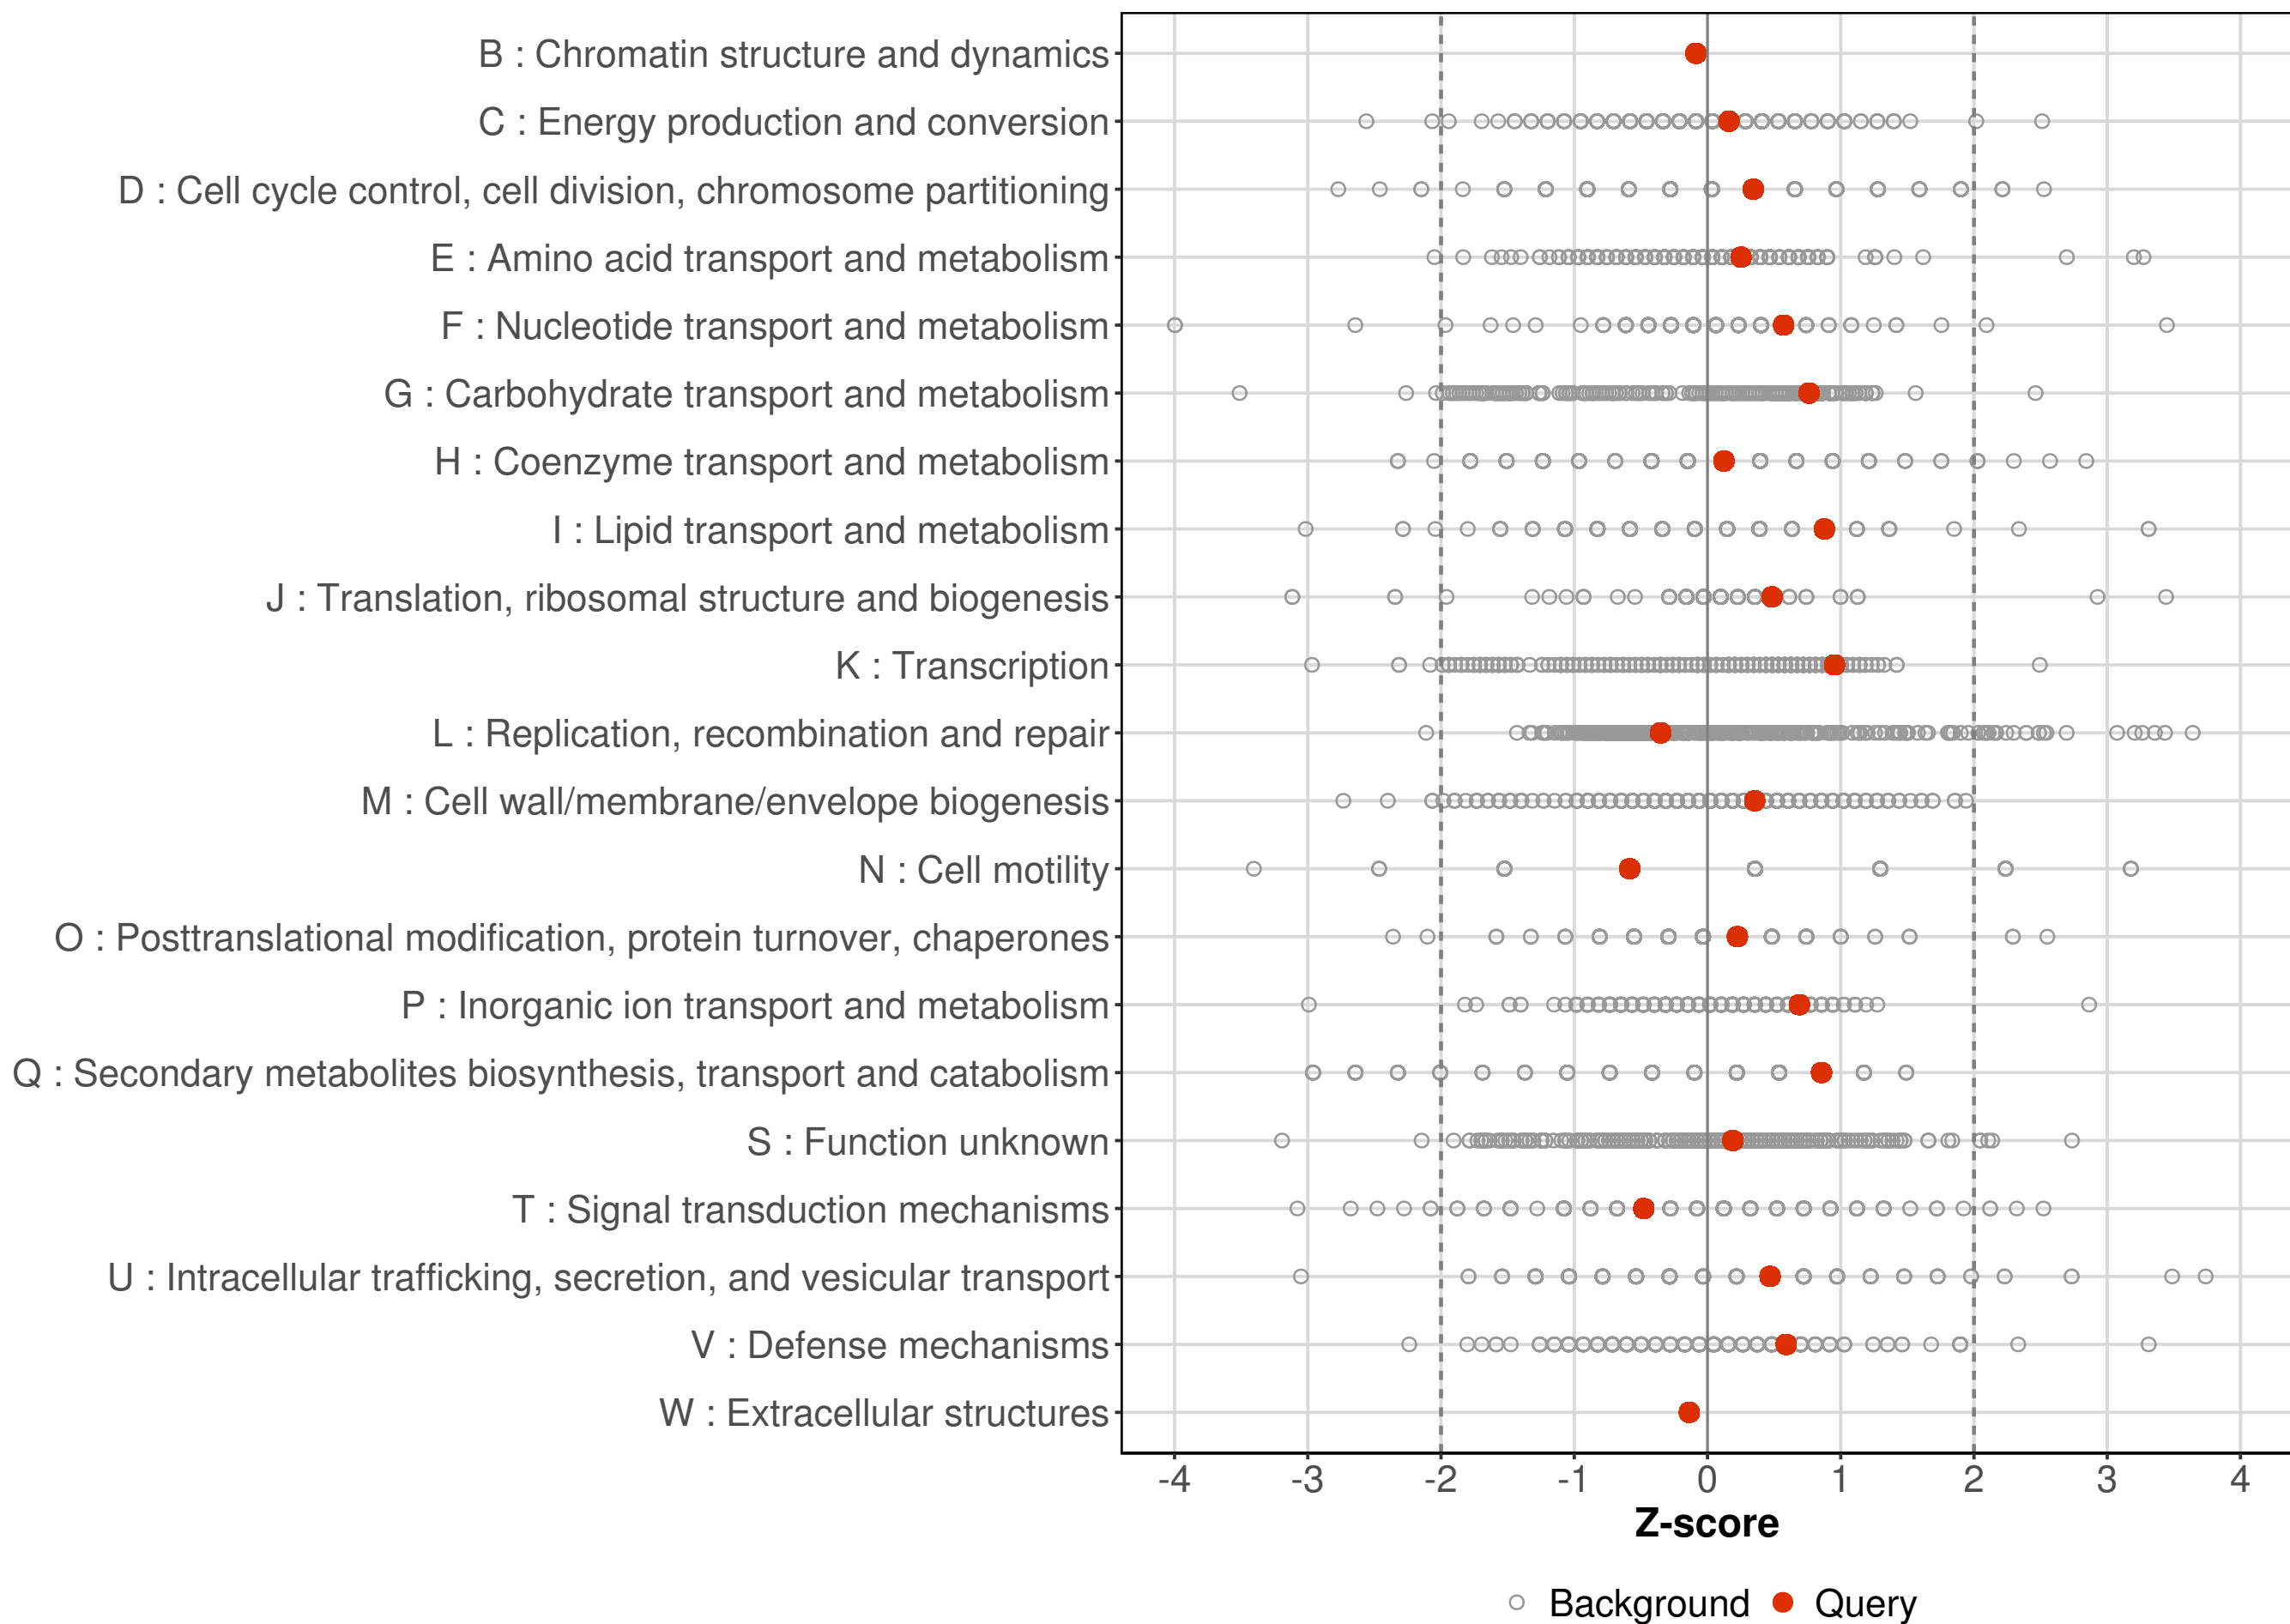 B : Chromatin structure and dynamics
C : Energy production and conversion
D : Cell cycle control, cell division, chromosome partitioning
E : Amino acid transport and metabolism
F : Nucleotide transport and metabolism
G : Carbohydrate transport and metabolism
H : Coenzyme transport and metabolism
I : Lipid transport and metabolism
J : Translation, ribosomal structure and biogenesis
K : Transcription
L : Replication, recombination and repair
M : Cell wall/membrane/envelope biogenesis
N : Cell motility
O : Posttranslational modification, protein turnover, chaperones
P : Inorganic ion transport and metabolism
Q : Secondary metabolites biosynthesis, transport and catabolism
S : Function unknown
T : Signal transduction mechanisms
U : Intracellular trafficking, secretion, and vesicular transport
V : Defense mechanisms
W : Extracellular structures
-4 -3 -2 -1 0 1 2 3 4
Z-score
Background Query